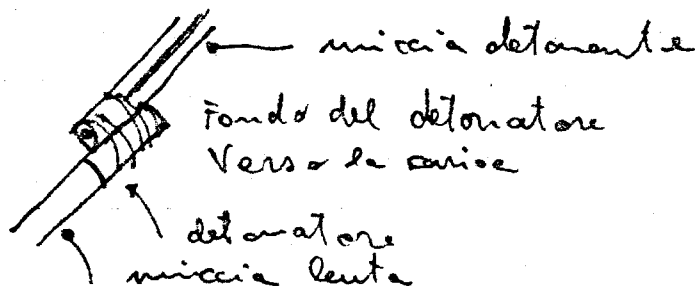 miccia detonante
Fondo del detonatore
Verso la carica
detonatore
miccia lenta